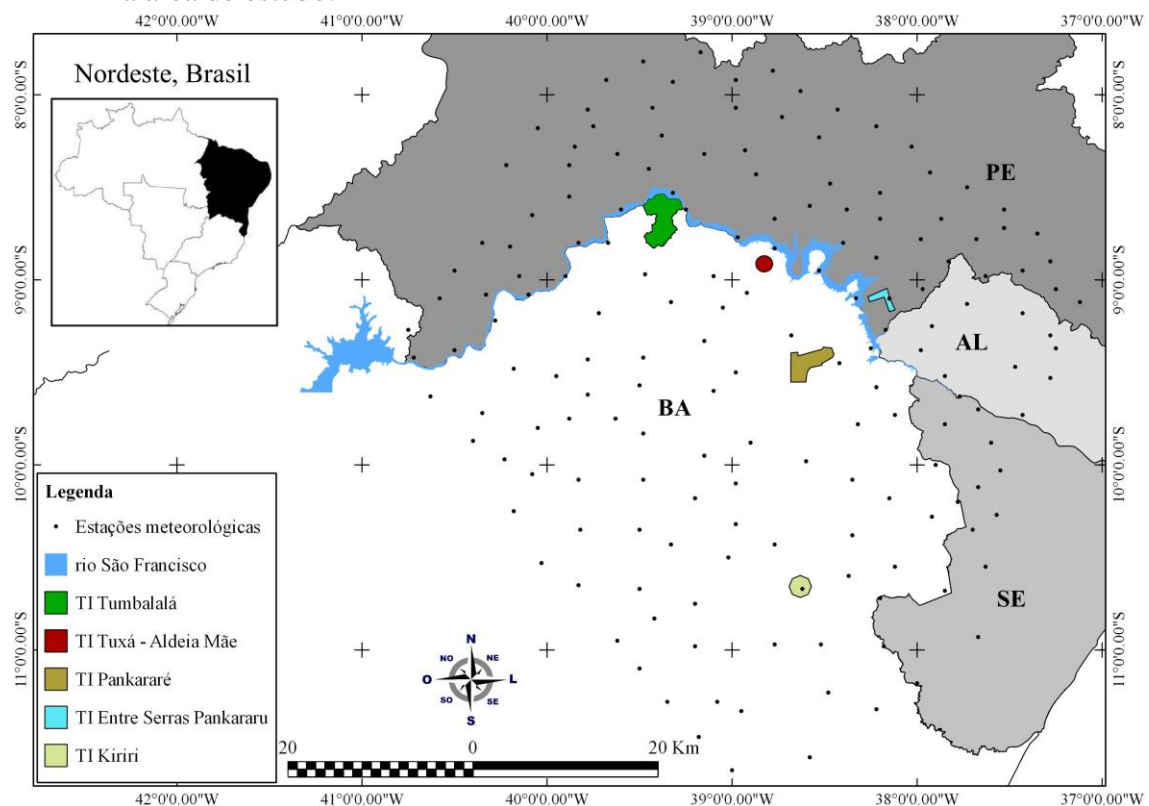 42°0'0.00"W 41°0'0.00"W 40°0'0.00"W 39°0'0.00"W 38°0'0.00"W 37°0'0.00"W
Nordeste, Brasil
8°0'0.00"S 8°0'0.00"S
PE
9°0'0.00"S 9°0'0.00"S
AL
BA
10°0'0.00"S 10°0'0.00"S
Legenda
Estações meteorológicas
rio São Francisco
TI Tumbalalá
TI Tuxá - Aldeia Mãe
TI Pankararé
TI Entre Serras Pankararu
TI Kiriri
SE
11°0'0.00"S 11°0'0.00"S
N
NO NE
O L
SO SE
S
20 0 20 Km
42°0'0.00"W 41°0'0.00"W 40°0'0.00"W 39°0'0.00"W 38°0'0.00"W 37°0'0.00"W